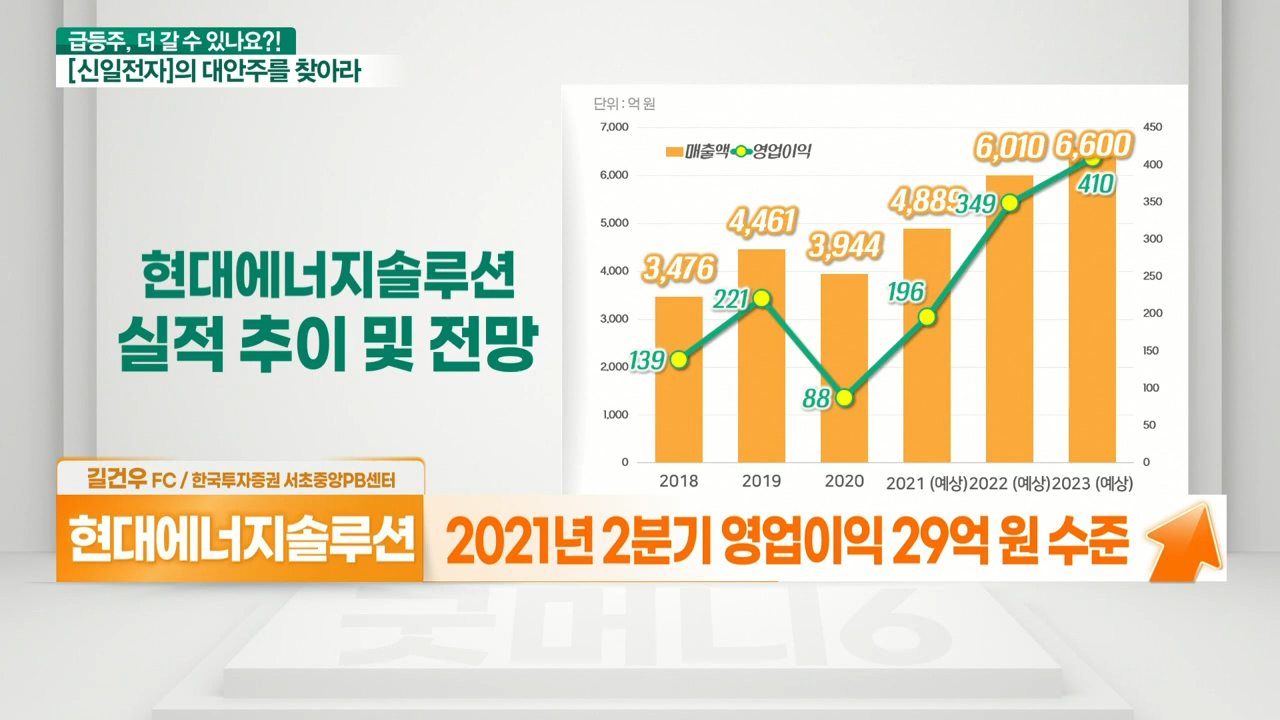 급등주, 더 갈 수 있나요?!
[신일전자]의 대안주를 찾아라
현대에너지솔루션
실적 추이 및 전망
단위 : 억 원
매출액 영업이익
7,000
6,000
5,000
4,000
3,000
2,000
1,000
0
450
400
350
300
250
200
150
100
50
0
3,476
4,461
3,944
4,889
6,010
6,600
139
221
88
196
349
410
2018
2019
2020
2021 (예상)
2022 (예상)
2023 (예상)
길건우 FC / 한국투자증권 서초중앙PB센터
현대에너지솔루션
2021년 2분기 영업이익 29억 원 수준
굿머니6